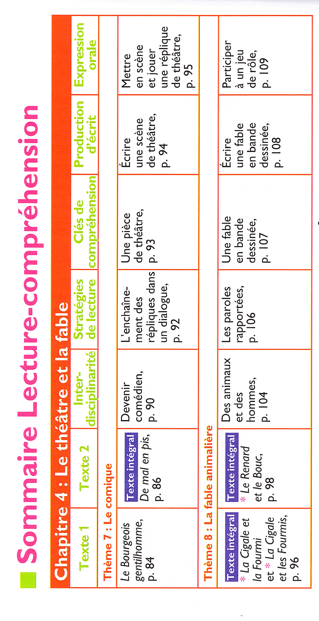 Sommaire Lecture-compréhension
Chapitre 4 : Le théâtre et la fable
Texte 1
Texte 2
Inter-
disciplinarité
Stratégies
de lecture
Clés de
compréhension
Production
d'écrit
Expression
orale
Thème 7 : Le comique
Le Bourgeois
gentilhomme,
p. 84
Texte intégral
De mal en pis,
p. 86
Devenir
comédien,
p. 90
L'enchaîne-
ment des
répliques dans
un dialogue,
p. 92
Une pièce
de théâtre,
p. 93
Écrire
une scène
de théâtre,
p. 94
Mettre
en scène
et jouer
une réplique
de théâtre,
p. 95
Thème 8 : La fable animalière
Texte intégral
* La Cigale et
la Fourmi
et * La Cigale
et les Fourmis,
p. 96
Texte intégral
* Le Renard
et le Bouc,
p. 98
Des animaux
et des
hommes,
p. 104
Les paroles
rapportées,
p. 106
Une fable
en bande
dessinée,
p. 107
Écrire
une fable
en bande
dessinée,
p. 108
Participer
à un jeu
de rôle,
p. 109